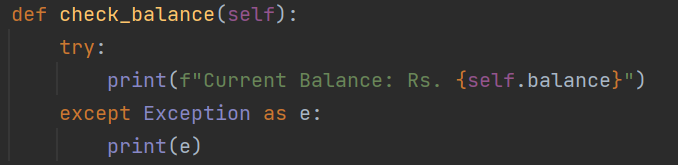 def check_balance(self):
    try:
        print(f"Current Balance: Rs. {self.balance}")
    except Exception as e:
        print(e)